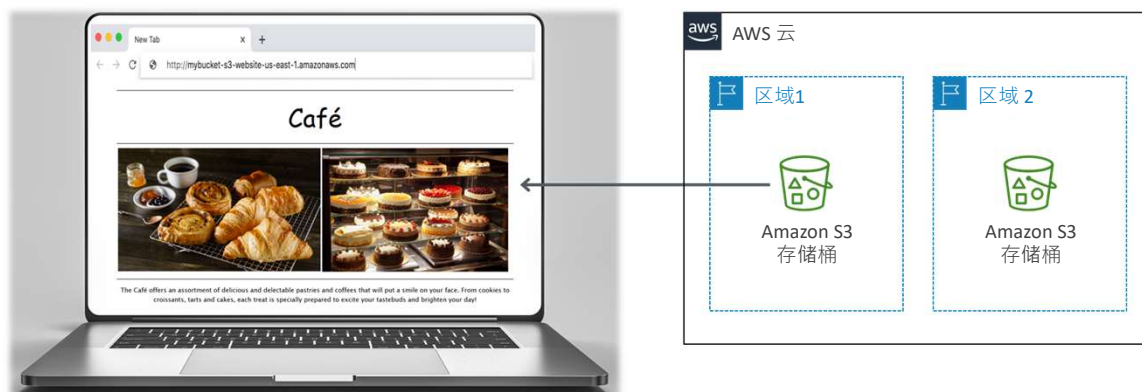 New Tab
x
+
http://mybucket-s3-website-us-east-1.amazonaws.com
Café
The Café offers an assortment of delicious and delectable pastries and coffees that will put a smile on your face. From cookies to
croissants, tarts and cakes, each treat is specially prepared to excite your tastebuds and brighten your day!
aws
AWS 云
区域1
Amazon S3
存储桶
区域 2
Amazon S3
存储桶